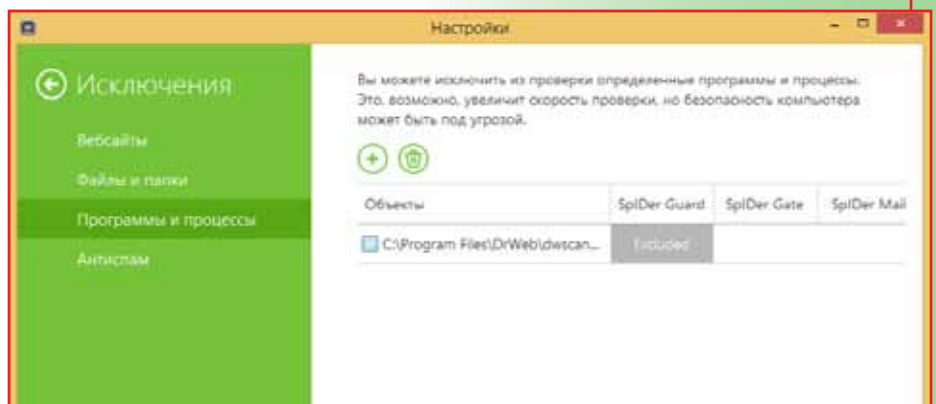 Настройки
Исключения
Вы можете исключить из проверки определенные программы и процессы.
Это, возможно, увеличит скорость проверки, но безопасность компьютера
может быть под угрозой.
Вебсайты
Файлы и папки
Программы и процессы
Антиспам
Объекты SpIDer Guard SpIDer Gate SpIDer Mail
C:\Program Files\DrWeb\dwscan... Excluded